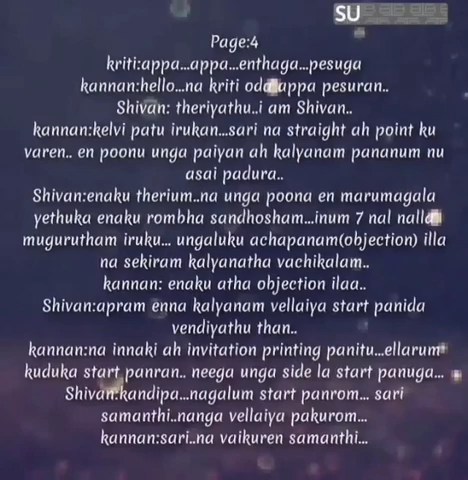 SU
Page:4
kriti:appa...appa...enthaga...pesuga
kannan:hello...na kriti oda appa pesuran..
Shivan: theriyathu..i am Shivan..
kannan:kelvi patu irukan...sari na straight ah point ku
varen.. en poonu unga paiyan ah kalyanam pananum nu
asai padura..
Shivan:enaku therium..na unga poona en marumagala
yethuka enaku rombha sandhosham...inum 7 nal nalla
mugurutham iruku... ungaluku achapanam(objection) illa
na sekiram kalyanatha vachikalam..
kannan: enaku atha objection ilaa..
Shivan:apram enna kalyanam vellaiya start panida
vendiyathu than..
kannan:na innaki ah invitation printing panitu...ellarum
kuduka start panran.. neega unga side la start panuga...
Shivan:kandipa...nagalum start panrom... sari
samanthi..nanga vellaiya pakurom...
kannan:sari..na vaikuren samanthi...